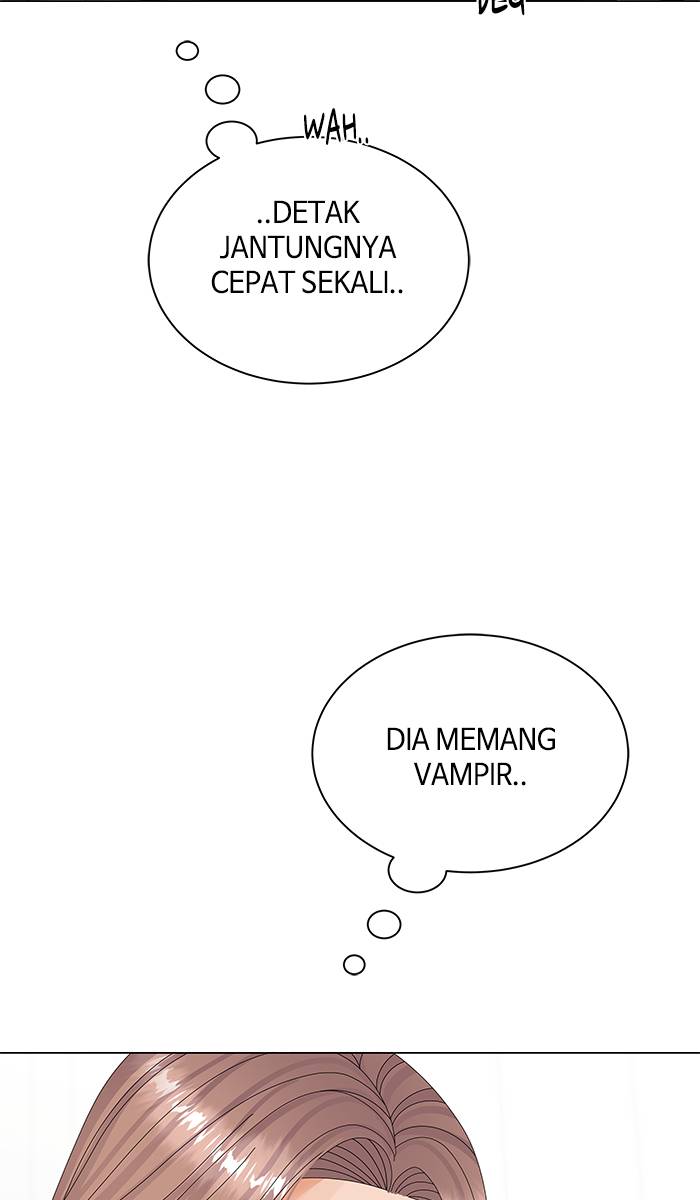 WAH..
..DETAK
JANTUNGNYA
CEPAT SEKALI..
DIA MEMANG
VAMPIR..